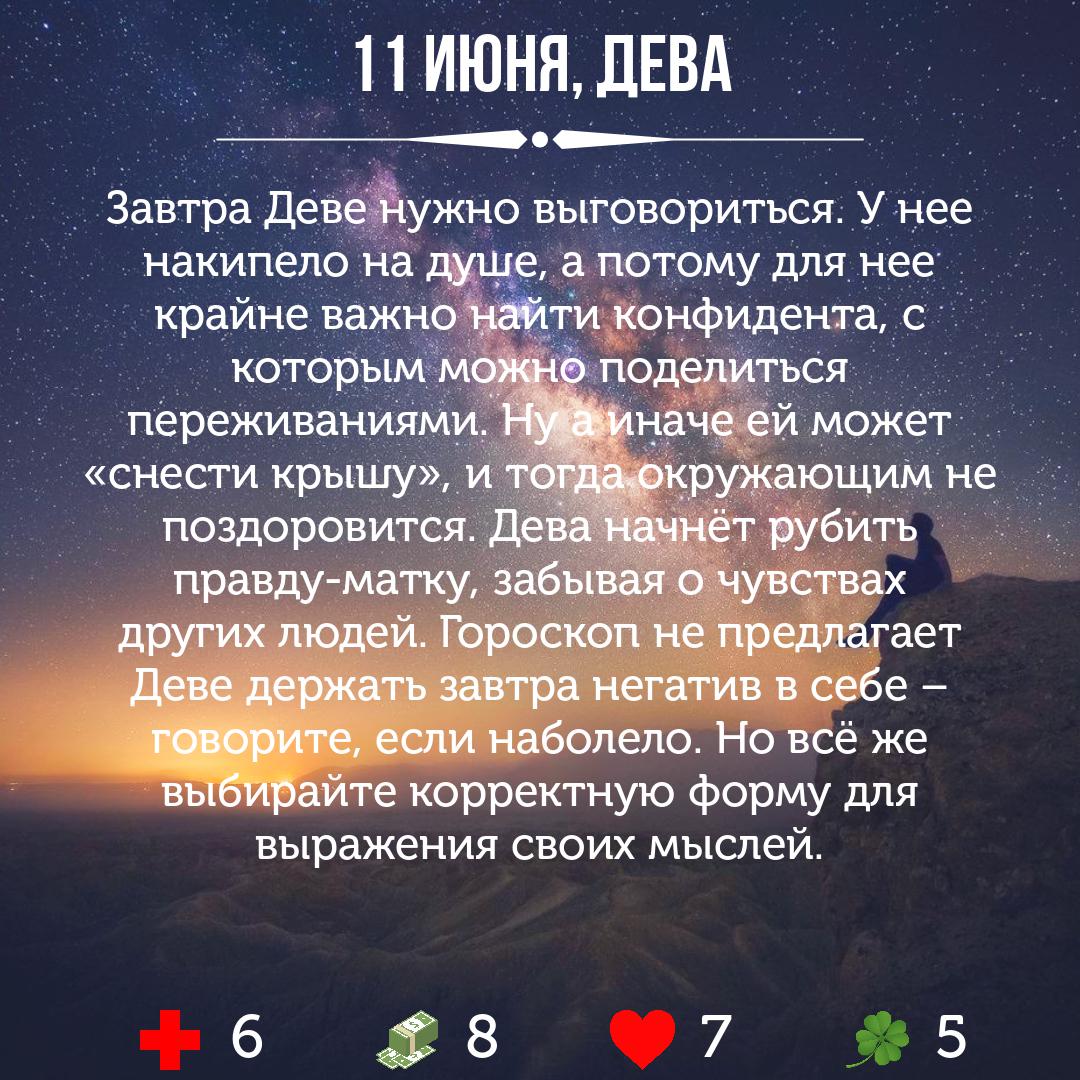 11 ИЮНЯ, ДЕВА
Завтра Деве нужно выговориться. У нее
накипело на душе, а потому для нее
крайне важно найти конфидента, с
которым можно поделиться
переживаниями. Ну а иначе ей может
«снести крышу», и тогда окружающим не
поздоровится. Дева начнёт рубить
правду-матку, забывая о чувствах
других людей. Гороскоп не предлагает
Деве держать завтра негатив в себе –
говорите, если наболело. Но всё же
выбирайте корректную форму для
выражения своих мыслей.
6 8 7 5